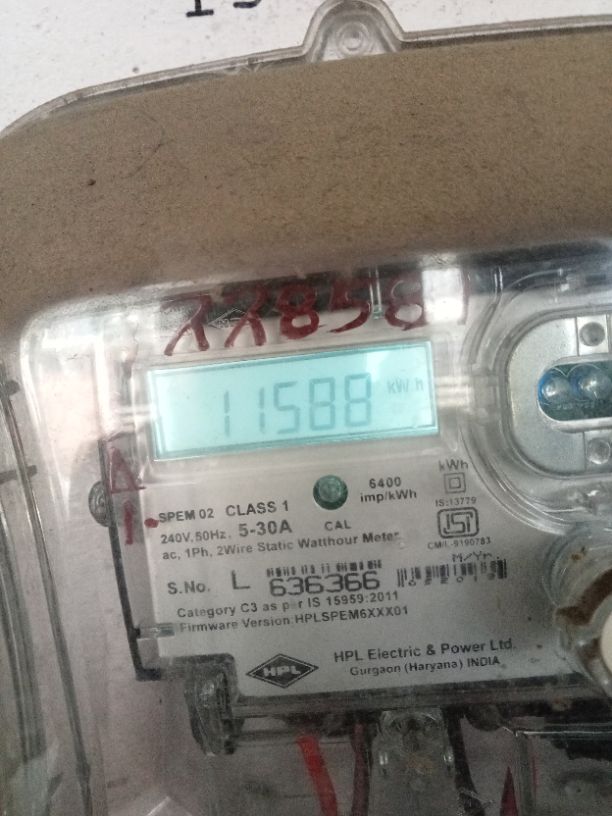 11588 kWh
6400
imp/kWh
kWh
IS:13779
ISI
CM/L-9190783
SPEM 02 CLASS 1
240V,50Hz, 5-30A CAL
ac, 1Ph, 2Wire Static Watthour Meter
M/Yr.
S.No. L 636366
Category C3 as per IS 15959:2011
Firmware Version:HPLSPEM6XXX01
HPL
HPL Electric & Power Ltd.
Gurgaon (Haryana) INDIA